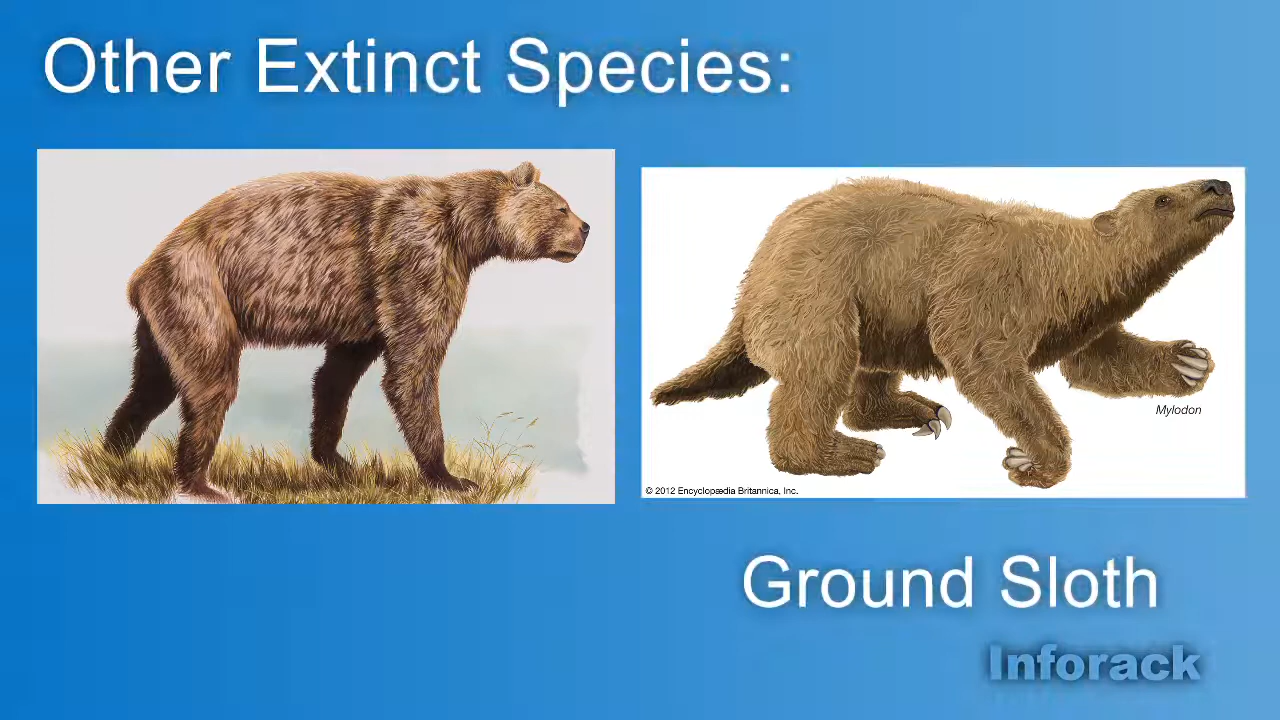 Other Extinct Species:
Mylodon
© 2012 Encyclopædia Britannica, Inc.
Ground Sloth
Inforack